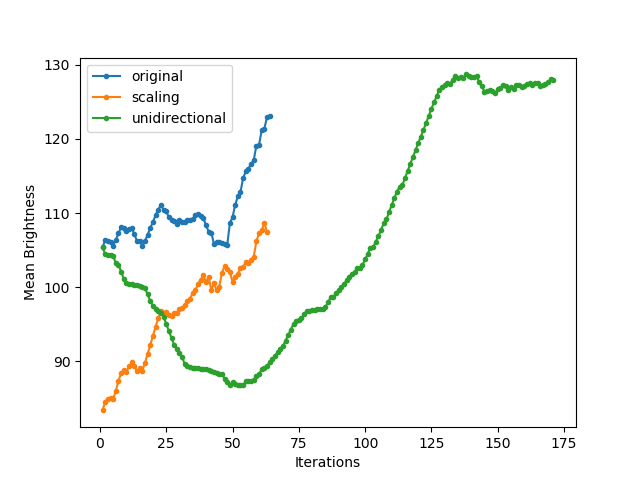 original
scaling
unidirectional
130
120
110
100
90
Mean Brightness
0 25 50 75 100 125 150 175
Iterations